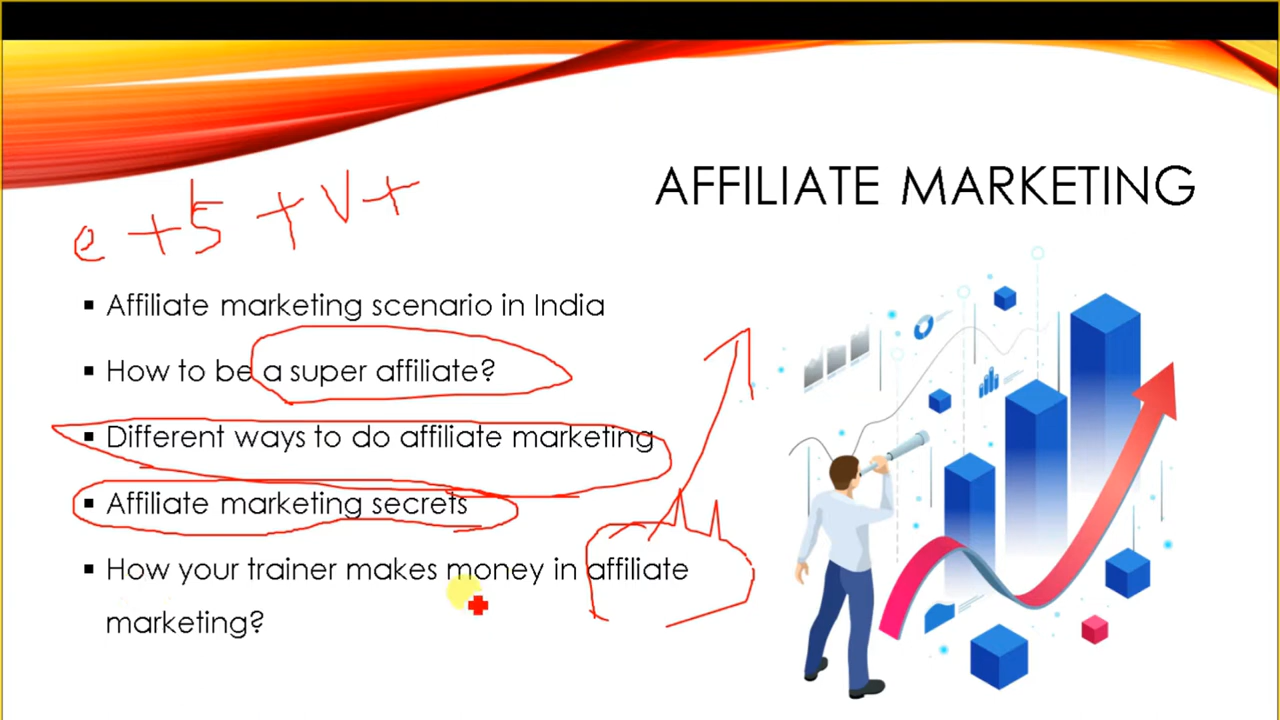 AFFILIATE MARKETING
e + 5 + V +
▪ Affiliate marketing scenario in India
▪ How to be a super affiliate?
▪ Different ways to do affiliate marketing
▪ Affiliate marketing secrets
▪ How your trainer makes money in affiliate
marketing?